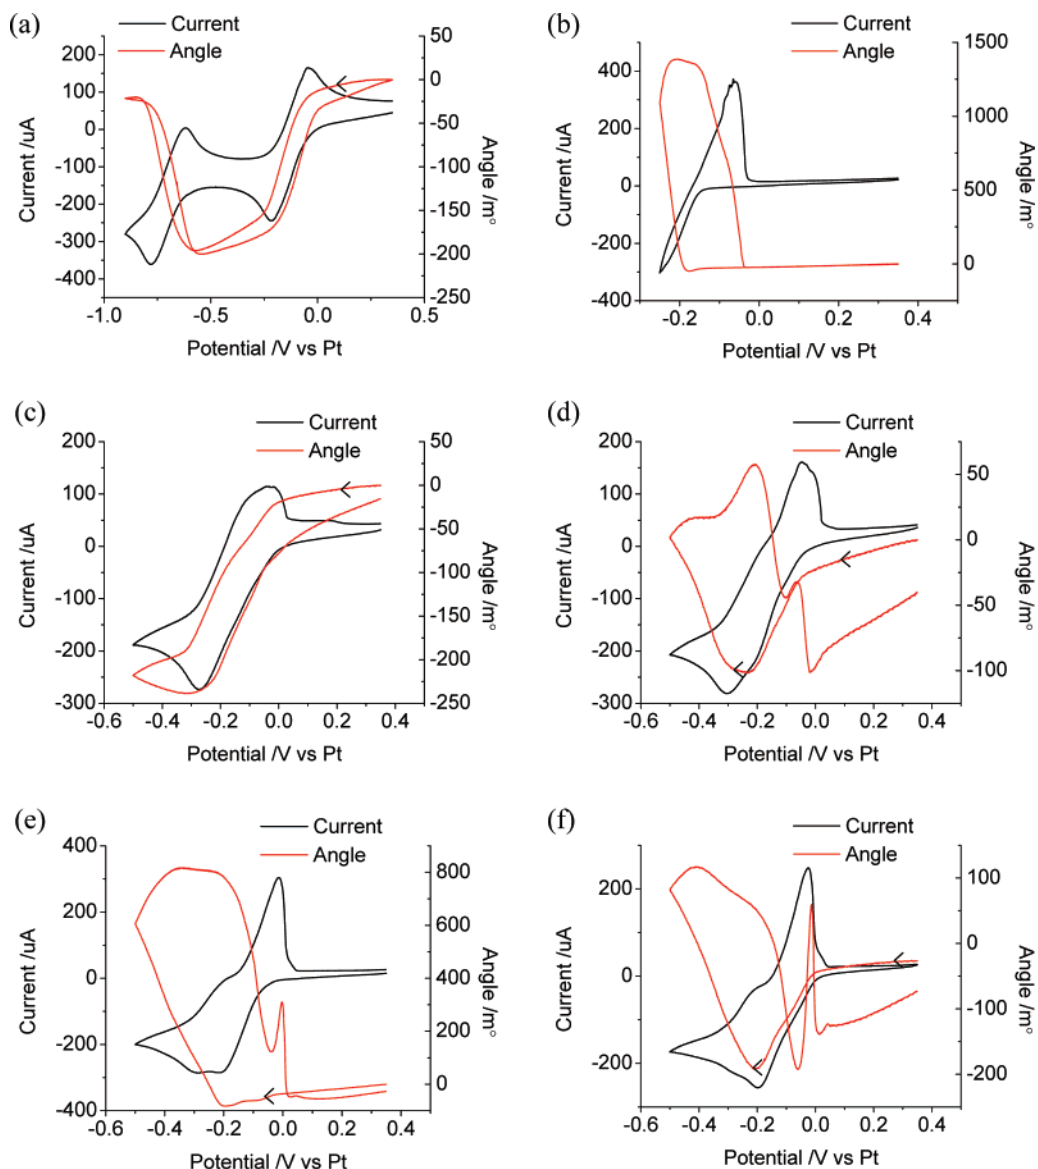 (a)
Current
Angle
200
100
0
-100
-200
-300
-400
50
0
-50
-100
-150
-200
-250
-1.0
-0.5
0.0
0.5
Current /uA
Angle /m°
Potential /V vs Pt
(b)
Current
Angle
400
200
0
-200
-400
1500
1000
500
0
-0.2
0.0
0.2
0.4
Current /uA
Angle /m°
Potential /V vs Pt
(c)
Current
Angle
200
100
0
-100
-200
-300
50
0
-50
-100
-150
-200
-250
-0.6
-0.4
-0.2
0.0
0.2
0.4
Current /uA
Angle /m°
Potential /V vs Pt
(d)
Current
Angle
200
100
0
-100
-200
-300
50
0
-50
-100
-0.6
-0.4
-0.2
0.0
0.2
0.4
Current /uA
Angle /m°
Potential /V vs Pt
(e)
Current
Angle
400
200
0
-200
-400
800
600
400
200
0
-0.6
-0.4
-0.2
0.0
0.2
0.4
Current /uA
Angle /m°
Potential /V vs Pt
(f)
Current
Angle
200
0
-200
100
0
-100
-200
-0.6
-0.4
-0.2
0.0
0.2
0.4
Current /uA
Angle /m°
Potential /V vs Pt